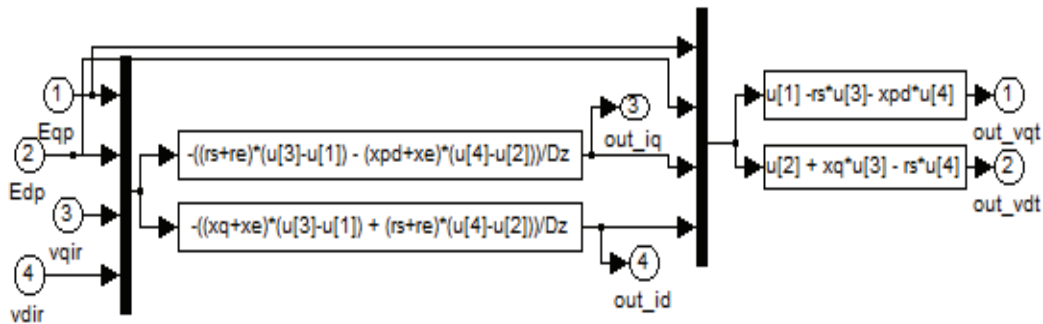 1
Eqp
2
Edp
3
vqir
4
vdir
-((rs+re)*(u[3]-u[1]) - (xpd+xe)*(u[4]-u[2]))/Dz
-((xq+xe)*(u[3]-u[1]) + (rs+re)*(u[4]-u[2]))/Dz
3
out_iq
4
out_id
u[1] -rs*u[3]- xpd*u[4]
u[2] + xq*u[3] - rs*u[4]
1
out_vqt
2
out_vdt